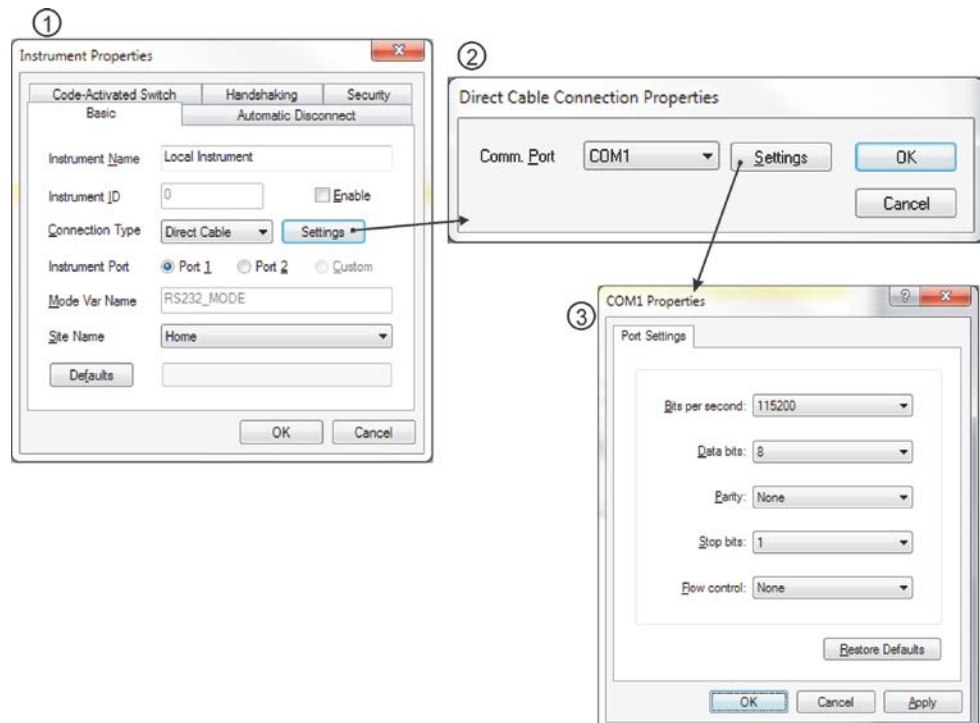 1
Instrument Properties
Code-Activated Switch Handshaking Security
Basic Automatic Disconnect
Instrument Name Local Instrument
Instrument ID 0 Enable
Connection Type Direct Cable Settings
Instrument Port Port 1 Port 2 Custom
Mode Var Name RS232_MODE
Site Name Home
Defaults
OK Cancel
2
Direct Cable Connection Properties
Comm. Port COM1 Settings OK
Cancel
3
COM1 Properties ?
Port Settings
Bits per second: 115200
Data bits: 8
Parity: None
Stop bits: 1
Flow control: None
Restore Defaults
OK Cancel Apply